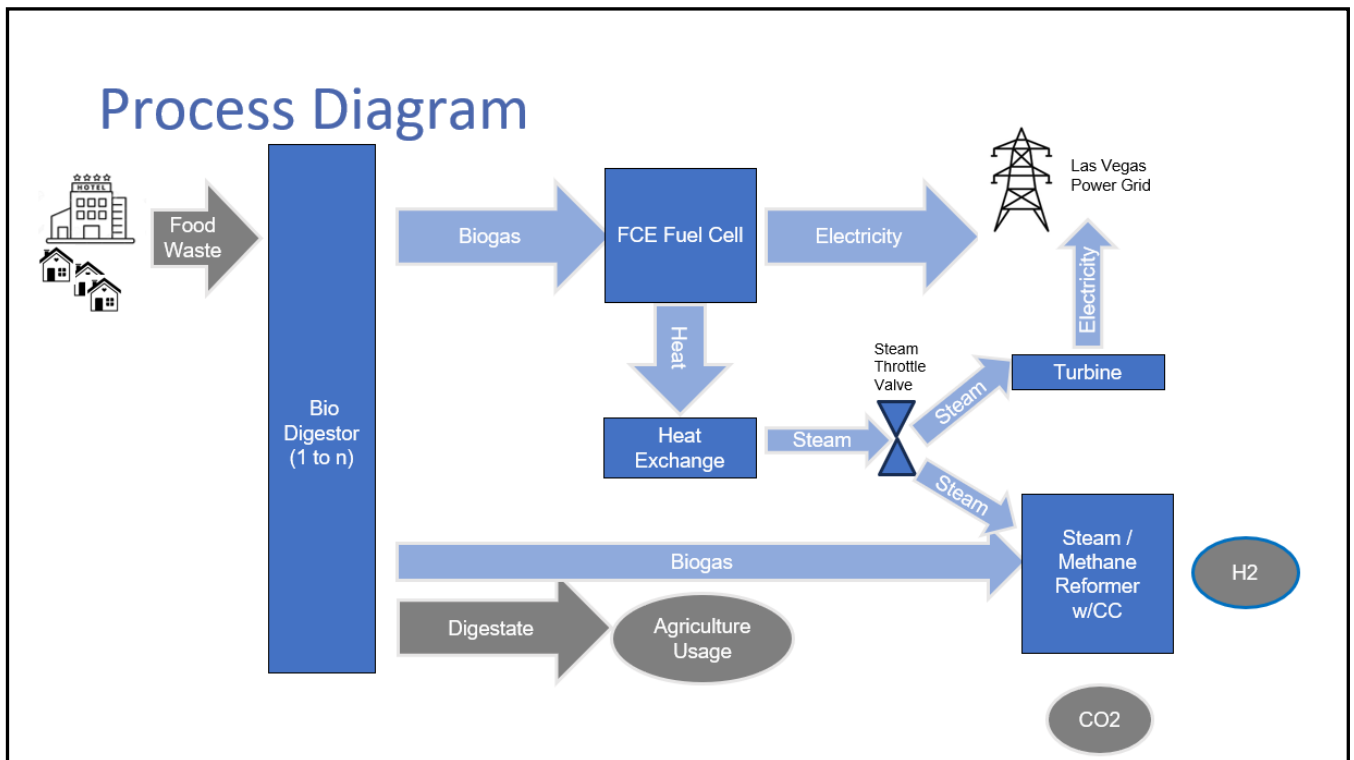 Process Diagram
HOTEL
Food
Waste
Bio
Digestor
(1 to n)
Biogas
FCE Fuel Cell
Electricity
Las Vegas
Power Grid
Heat
Electricity
Steam
Throttle
Valve
Turbine
Heat
Exchange
Steam
Steam
Steam
Biogas
Steam /
Methane
Reformer
w/CC
H2
Digestate
Agriculture
Usage
CO2